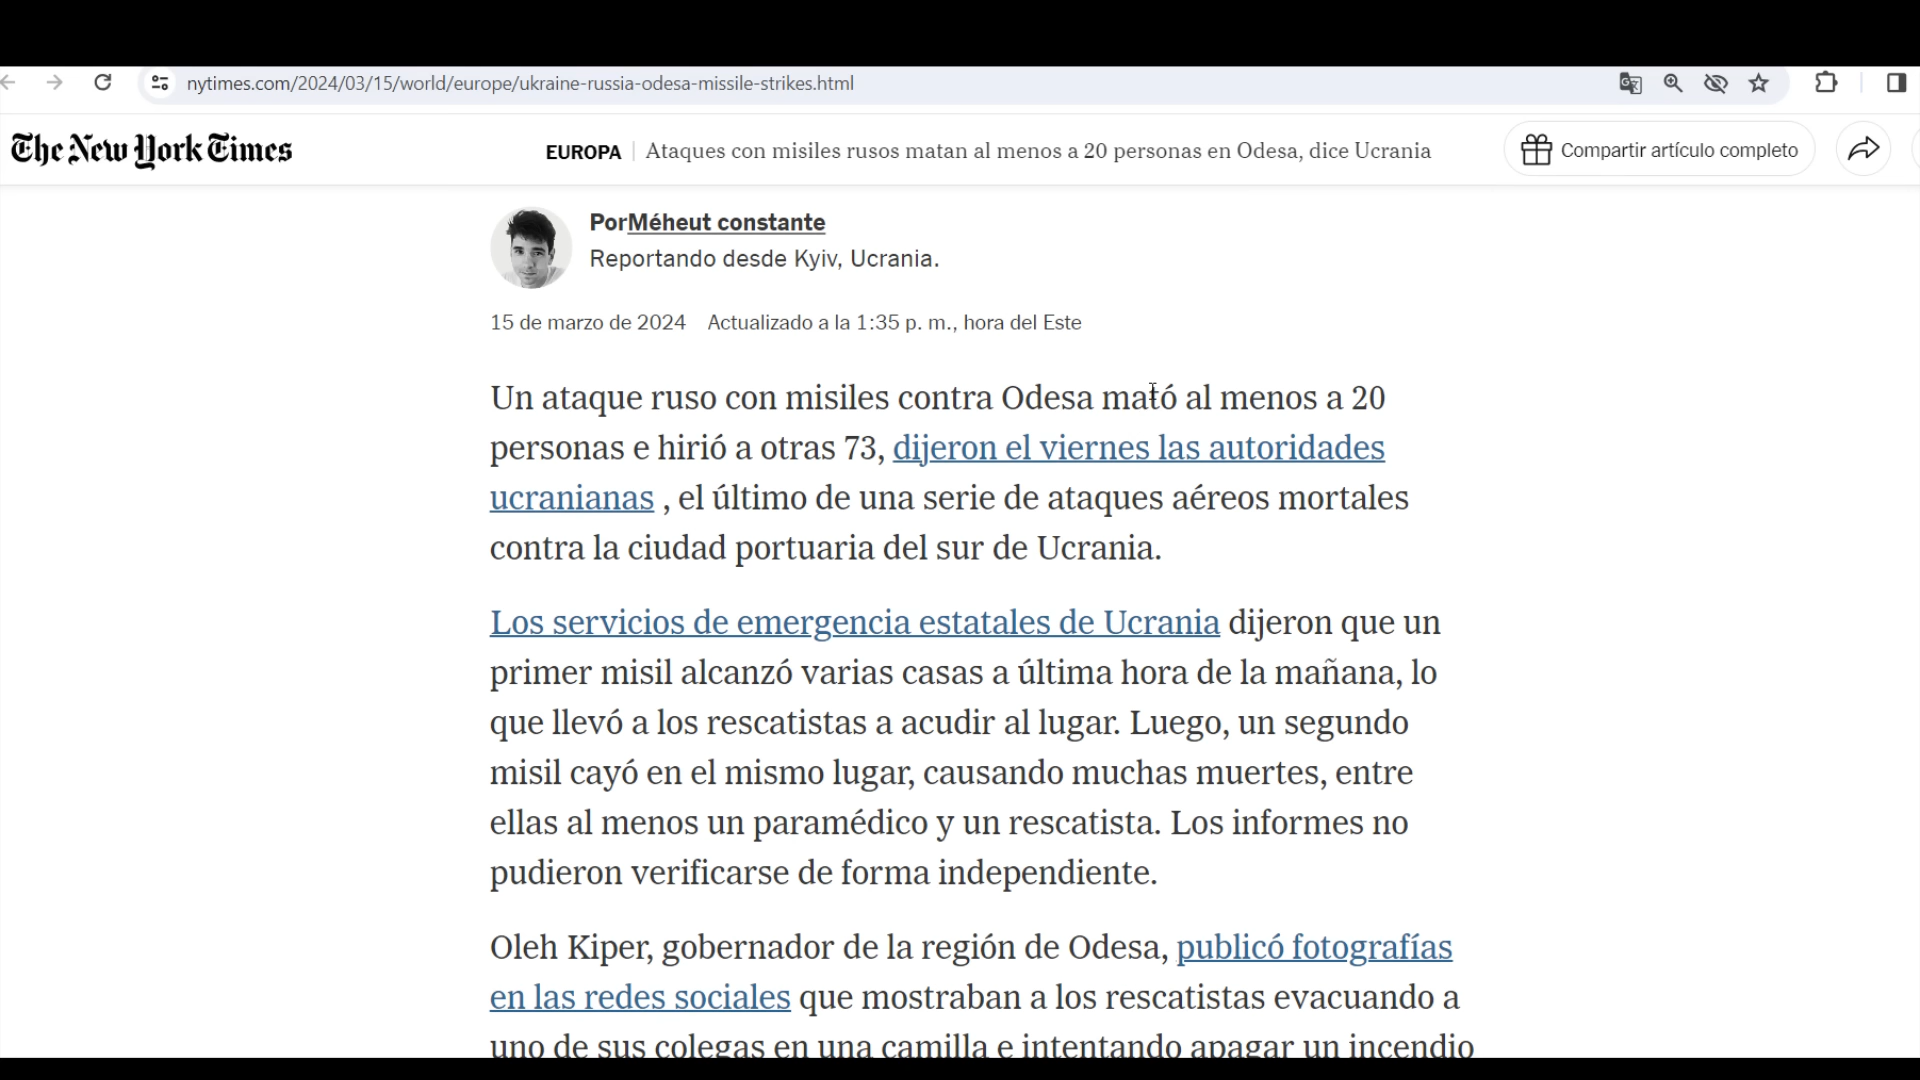 nytimes.com/2024/03/15/world/europe/ukraine-russia-odesa-missile-strikes.html
The New York Times
EUROPA
Ataques con misiles rusos matan al menos a 20 personas en Odesa, dice Ucrania
Compartir artículo completo
PorMéheut constante
Reportando desde Kyiv, Ucrania.
15 de marzo de 2024 Actualizado a la 1:35 p. m., hora del Este
Un ataque ruso con misiles contra Odesa mató al menos a 20
personas e hirió a otras 73, dijeron el viernes las autoridades
ucranianas , el último de una serie de ataques aéreos mortales
contra la ciudad portuaria del sur de Ucrania.
Los servicios de emergencia estatales de Ucrania dijeron que un
primer misil alcanzó varias casas a última hora de la mañana, lo
que llevó a los rescatistas a acudir al lugar. Luego, un segundo
misil cayó en el mismo lugar, causando muchas muertes, entre
ellas al menos un paramédico y un rescatista. Los informes no
pudieron verificarse de forma independiente.
Oleh Kiper, gobernador de la región de Odesa, publicó fotografías
en las redes sociales que mostraban a los rescatistas evacuando a
uno de sus colegas en una camilla e intentando apagar un incendio